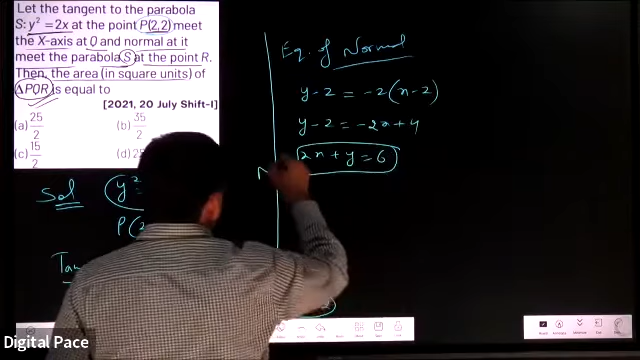 Let the tangent to the parabola
S: y² = 2x at the point P(2,2) meet
the X-axis at Q and normal at it
meet the parabola S at the point R.
Then, the area (in square units) of
ΔPQR is equal to
[2021, 20 July Shift-I]
(a) 25/2 (b) 35/2
(c) 15/2 (d) 25
Sol y² =
P(2
Tan
Eq. of Normal
y - 2 = -2(x - 2)
y - 2 = -2x + 4
2x + y = 6
Digital Pace